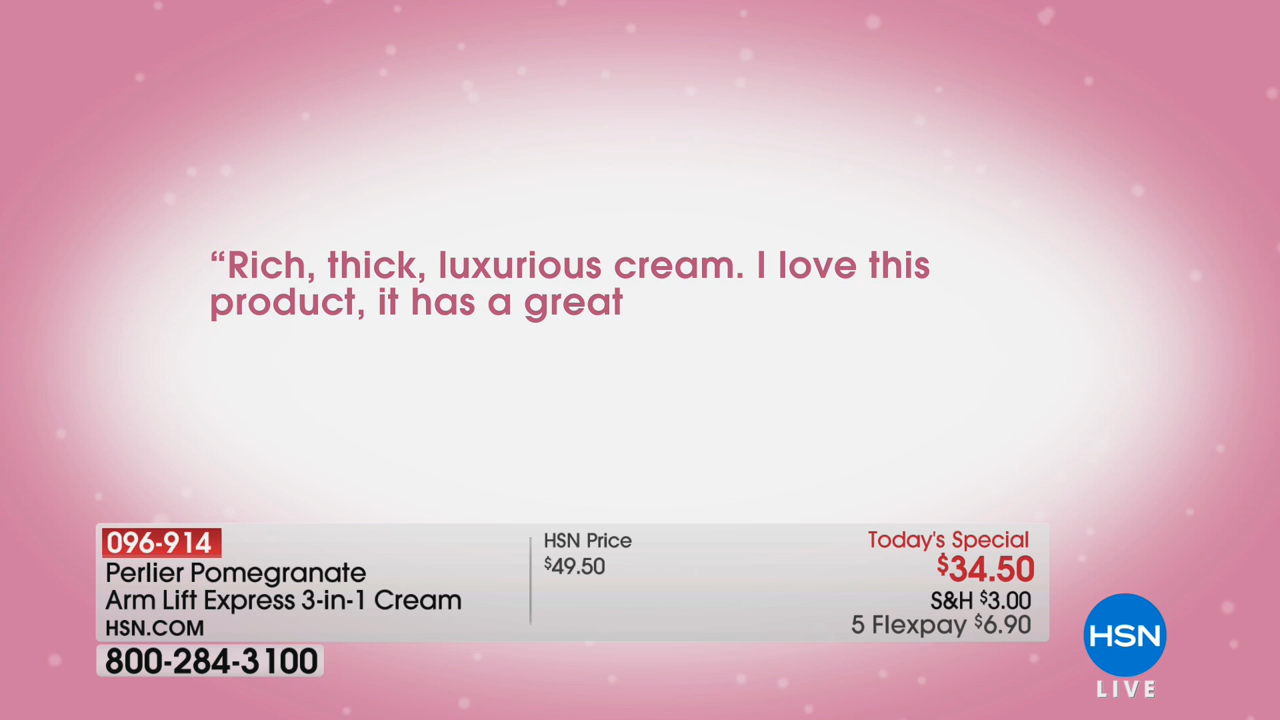 “Rich, thick, luxurious cream. I love this
product, it has a great
096-914
Perlier Pomegranate
Arm Lift Express 3-in-1 Cream
HSN.COM
800-284-3100
HSN Price
$49.50
Today's Special
$34.50
S&H $3.00
5 Flexpay $6.90
HSN
LIVE